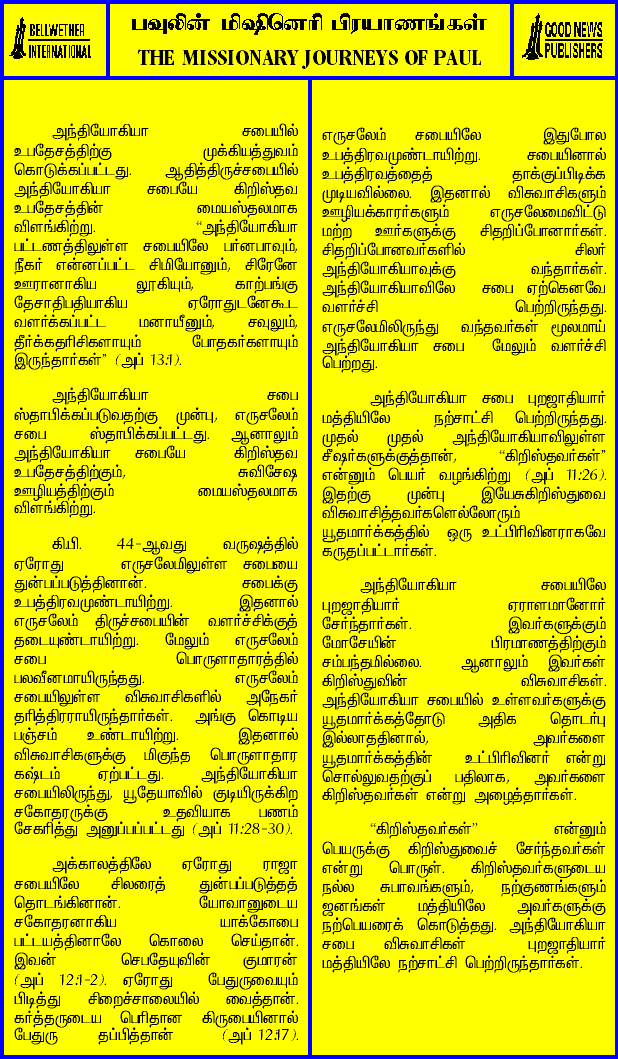 BELLWETHER
INTERNATIONAL
பவுலின் மிஷினெரி பிரயாணங்கள்
THE MISSIONARY JOURNEYS OF PAUL
GOOD NEWS
PUBLISHERS
அந்தியோகியா சபையில்
உபதேசத்திற்கு முக்கியத்துவம்
கொடுக்கப்பட்டது. ஆதித்திருச்சபையில்
அந்தியோகியா சபையே கிறிஸ்தவ
உபதேசத்தின் மையஸ்தலமாக
விளங்கிற்று. “அந்தியோகியா
பட்டணத்திலுள்ள சபையிலே பர்னபாவும்,
நீகர் என்னப்பட்ட சிமியோனும், சிரேனே
ஊரானாகிய லூகியும், காற்பங்கு
தேசாதிபதியாகிய ஏரோதுடனேகூட
வளர்க்கப்பட்ட மனாயீனும், சவுலும்,
தீர்க்கதரிசிகளாயும் போதகர்களாயும்
இருந்தார்கள்” (அப் 13:1).
அந்தியோகியா சபை
ஸ்தாபிக்கப்படுவதற்கு முன்பு, எருசலேம்
சபை ஸ்தாபிக்கப்பட்டது. ஆனாலும்
அந்தியோகியா சபையே கிறிஸ்தவ
உபதேசத்திற்கும், சுவிசேஷ
ஊழியத்திற்கும் மையஸ்தலமாக
விளங்கிற்று.
கி.பி. 44-ஆவது வருஷத்தில்
ஏரோது எருசலேமிலுள்ள சபையை
துன்பப்படுத்தினான். சபைக்கு
உபத்திரவமுண்டாயிற்று. இதனால்
எருசலேம் திருச்சபையின் வளர்ச்சிக்குத்
தடையுண்டாயிற்று. மேலும் எருசலேம்
சபை பொருளாதாரத்தில்
பலவீனமாயிருந்தது. எருசலேம்
சபையிலுள்ள விசுவாசிகளில் அநேகர்
தரித்திரராயிருந்தார்கள். அங்கு கொடிய
பஞ்சம் உண்டாயிற்று. இதனால்
விசுவாசிகளுக்கு மிகுந்த பொருளாதார
கஷ்டம் ஏற்பட்டது. அந்தியோகியா
சபையிலிருந்து, யூதேயாவில் குடியிருக்கிற
சகோதரருக்கு உதவியாக பணம்
சேகரித்து அனுப்பப்பட்டது (அப் 11:28-30).
அக்காலத்திலே ஏரோது ராஜா
சபையிலே சிலரைத் துன்பப்படுத்தத்
தொடங்கினான். யோவானுடைய
சகோதரனாகிய யாக்கோபை
பட்டயத்தினாலே கொலை செய்தான்.
இவன் செபதேயுவின் குமாரன்
(அப் 12:1-2). ஏரோது பேதுருவையும்
பிடித்து சிறைச்சாலையில் வைத்தான்.
கர்த்தருடைய பெரிதான கிருபையினால்
பேதுரு தப்பித்தான் (அப் 12:17).
எருசலேம் சபையிலே இதுபோல
உபத்திரவமுண்டாயிற்று. சபையினால்
உபத்திரவத்தைத் தாக்குப்பிடிக்க
முடியவில்லை. இதனால் விசுவாசிகளும்
ஊழியக்காரர்களும் எருசலேமைவிட்டு
மற்ற ஊர்களுக்கு சிதறிப்போனார்கள்.
சிதறிப்போனவர்களில் சிலர்
அந்தியோகியாவுக்கு வந்தார்கள்.
அந்தியோகியாவிலே சபை ஏற்கெனவே
வளர்ச்சி பெற்றிருந்தது.
எருசலேமிலிருந்து வந்தவர்கள் மூலமாய்
அந்தியோகியா சபை மேலும் வளர்ச்சி
பெற்றது.
அந்தியோகியா சபை புறஜாதியார்
மத்தியிலே நற்சாட்சி பெற்றிருந்தது.
முதல் முதல் அந்தியோகியாவிலுள்ள
சீஷர்களுக்குத்தான், “கிறிஸ்தவர்கள்”
என்னும் பெயர் வழங்கிற்று (அப் 11:26).
இதற்கு முன்பு இயேசுகிறிஸ்துவை
விசுவாசித்தவர்களெல்லோரும்
யூதமார்க்கத்தில் ஒரு உட்பிரிவினராகவே
கருதப்பட்டார்கள்.
அந்தியோகியா சபையிலே
புறஜாதியார் ஏராளமானோர்
சேர்ந்தார்கள். இவர்களுக்கும்
மோசேயின் பிரமாணத்திற்கும்
சம்பந்தமில்லை. ஆனாலும் இவர்கள்
கிறிஸ்துவின் விசுவாசிகள்.
அந்தியோகியா சபையில் உள்ளவர்களுக்கு
யூதமார்க்கத்தோடு அதிக தொடர்பு
இல்லாததினால், அவர்களை
யூதமார்க்கத்தின் உட்பிரிவினர் என்று
சொல்லுவதற்குப் பதிலாக, அவர்களை
கிறிஸ்தவர்கள் என்று அழைத்தார்கள்.
“கிறிஸ்தவர்கள்” என்னும்
பெயருக்கு கிறிஸ்துவைச் சேர்ந்தவர்கள்
என்று பொருள். கிறிஸ்தவர்களுடைய
நல்ல சுபாவங்களும், நற்குணங்களும்
ஜனங்கள் மத்தியிலே அவர்களுக்கு
நற்பெயரைக் கொடுத்தது. அந்தியோகியா
சபை விசுவாசிகள் புறஜாதியார்
மத்தியிலே நற்சாட்சி பெற்றிருந்தார்கள்.